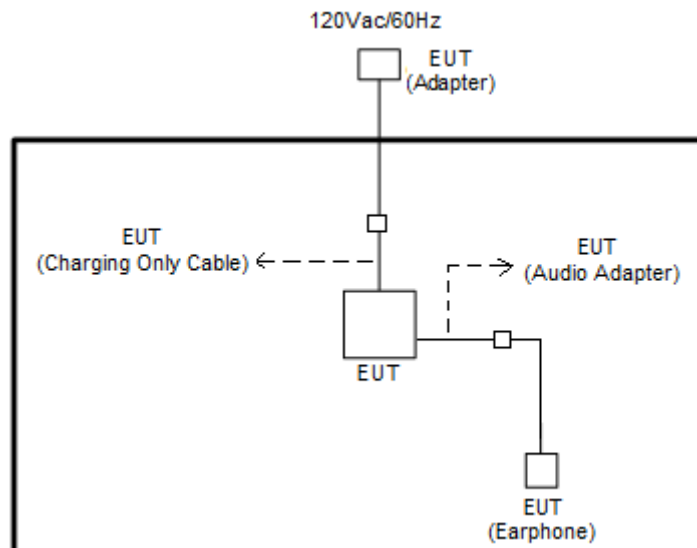 120Vac/60Hz
EUT
(Adapter)
EUT
(Charging Only Cable)
EUT
(Audio Adapter)
EUT
EUT
(Earphone)